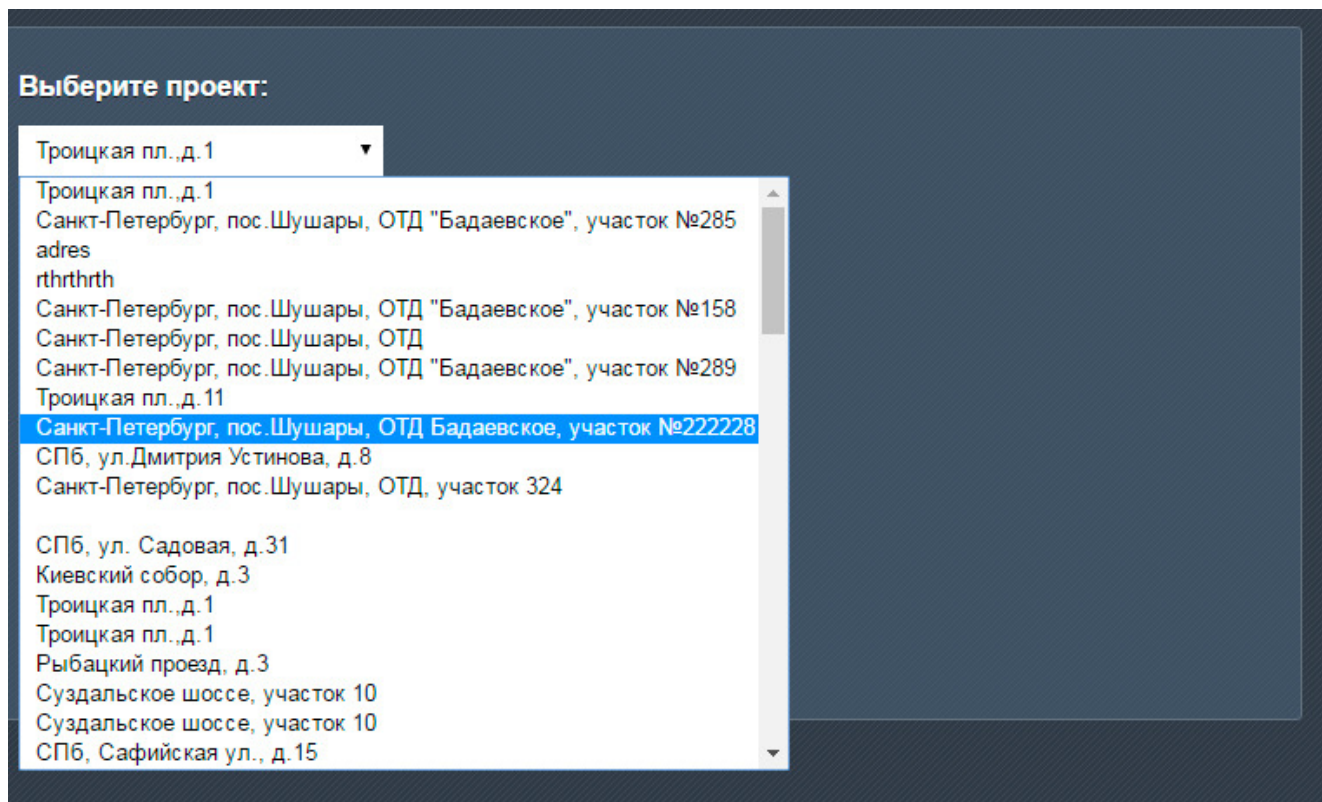 Выберите проект:
Троицкая пл.,д.1
Троицкая пл.,д.1
Санкт-Петербург, пос.Шушары, ОТД "Бадаевское", участок №285
adres
rthrthrth
Санкт-Петербург, пос.Шушары, ОТД "Бадаевское", участок №158
Санкт-Петербург, пос.Шушары, ОТД
Санкт-Петербург, пос.Шушары, ОТД "Бадаевское", участок №289
Троицкая пл.,д.11
Санкт-Петербург, пос.Шушары, ОТД Бадаевское, участок №222228
СПб, ул.Дмитрия Устинова, д.8
Санкт-Петербург, пос.Шушары, ОТД, участок 324
СПб, ул. Садовая, д.31
Киевский собор, д.3
Троицкая пл.,д.1
Троицкая пл.,д.1
Рыбацкий проезд, д.3
Суздальское шоссе, участок 10
Суздальское шоссе, участок 10
СПб, Сафийская ул., д.15